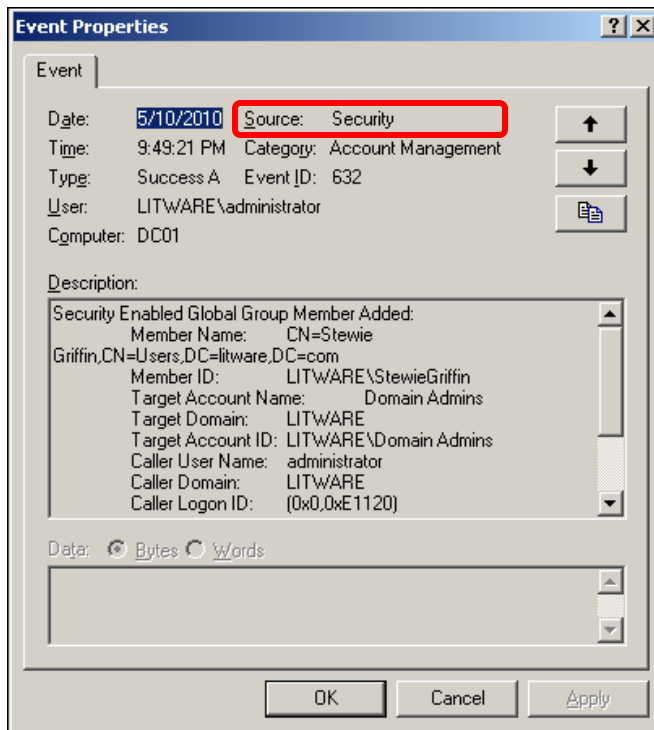 Event Properties
Event
Date: 5/10/2010 Source: Security
Time: 9:49:21 PM Category: Account Management
Type: Success A Event ID: 632
User: LITWARE\administrator
Computer: DC01
Description:
Security Enabled Global Group Member Added:
Member Name: CN=Stewie
Griffin,CN=Users,DC=litware,DC=com
Member ID: LITWARE\StewieGriffin
Target Account Name: Domain Admins
Target Domain: LITWARE
Target Account ID: LITWARE\Domain Admins
Caller User Name: administrator
Caller Domain: LITWARE
Caller Logon ID: (0x0,0xE1120)
Data: Bytes Words
OK Cancel Apply